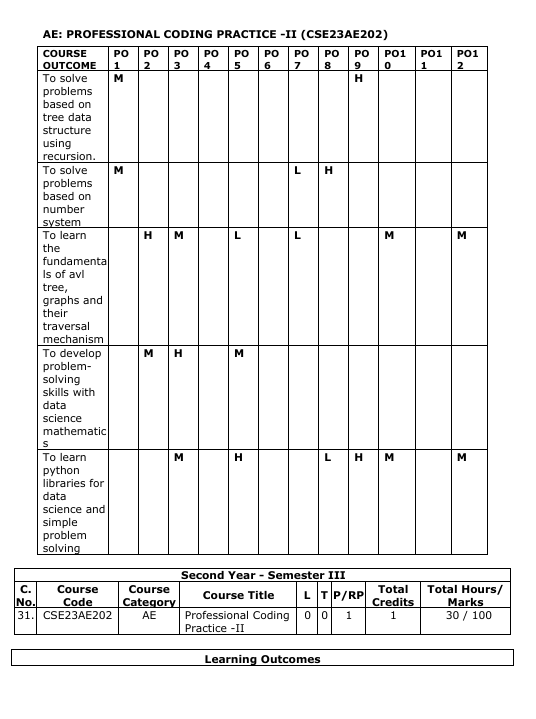 AE: PROFESSIONAL CODING PRACTICE -II (CSE23AE202)
COURSE OUTCOME PO 1 PO 2 PO 3 PO 4 PO 5 PO 6 PO 7 PO 8 PO 9 PO1 0 PO1 1 PO1 2
To solve M H
problems
based on
tree data
structure
using
recursion.
To solve M L H
problems
based on
number
system
To learn H M L L M M
the
fundamenta
ls of avl
tree,
graphs and
their
traversal
mechanism
To develop M H M
problem-
solving
skills with
data
science
mathematic
s
To learn M H L H M M
python
libraries for
data
science and
simple
problem
solving
Second Year - Semester III
C. No. Course Code Course Category Course Title L T P/RP Total Credits Total Hours/ Marks
31. CSE23AE202 AE Professional Coding 0 0 1 1 30 / 100
Practice -II
Learning Outcomes